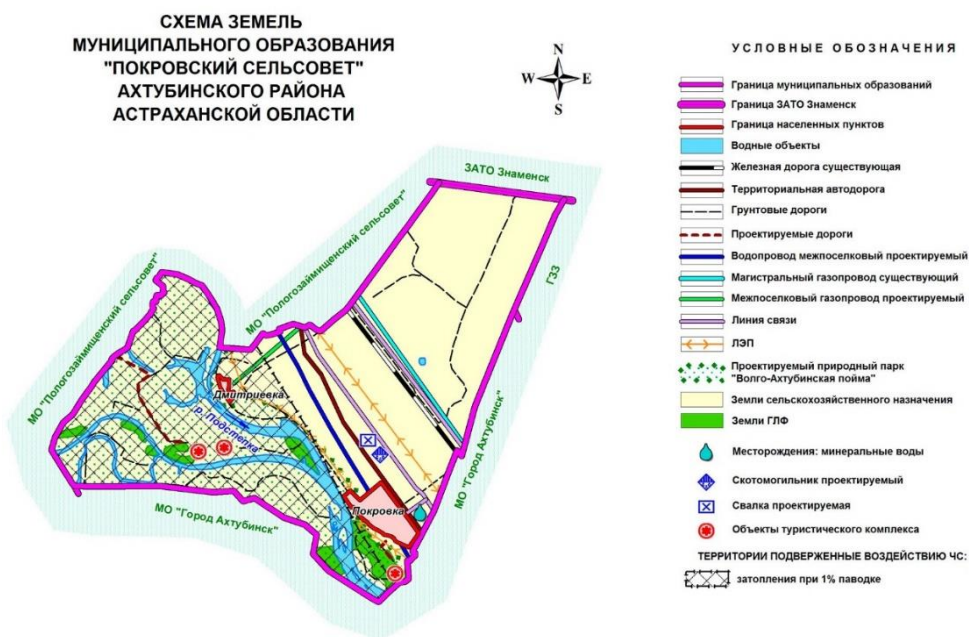 СХЕМА ЗЕМЕЛЬ
МУНИЦИПАЛЬНОГО ОБРАЗОВАНИЯ
"ПОКРОВСКИЙ СЕЛЬСОВЕТ"
АХТУБИНСКОГО РАЙОНА
АСТРАХАНСКОЙ ОБЛАСТИ
N
W
E
S
ЗАТО Знаменск
МО "Пологозаймищенский сельсовет"
ГЗЗ
МО "Пологозаймищенский сельсовет"
Дмитриевка
р. Подстепка
Покровка
МО "Город Ахтубинск"
МО "Город Ахтубинск"
УСЛОВНЫЕ ОБОЗНАЧЕНИЯ
Граница муниципальных образований
Граница ЗАТО Знаменск
Граница населенных пунктов
Водные объекты
Железная дорога существующая
Территориальная автодорога
Грунтовые дороги
Проектируемые дороги
Водопровод межпоселковый проектируемый
Магистральный газопровод существующий
Межпоселковый газопровод проектируемый
Линия связи
ЛЭП
Проектируемый природный парк
"Волго-Ахтубинская пойма"
Земли сельскохозяйственного назначения
Земли ГЛФ
Месторождения: минеральные воды
Скотомогильник проектируемый
Свалка проектируемая
Объекты туристического комплекса
ТЕРРИТОРИИ ПОДВЕРЖЕННЫЕ ВОЗДЕЙСТВИЮ ЧС:
затопления при 1% паводке